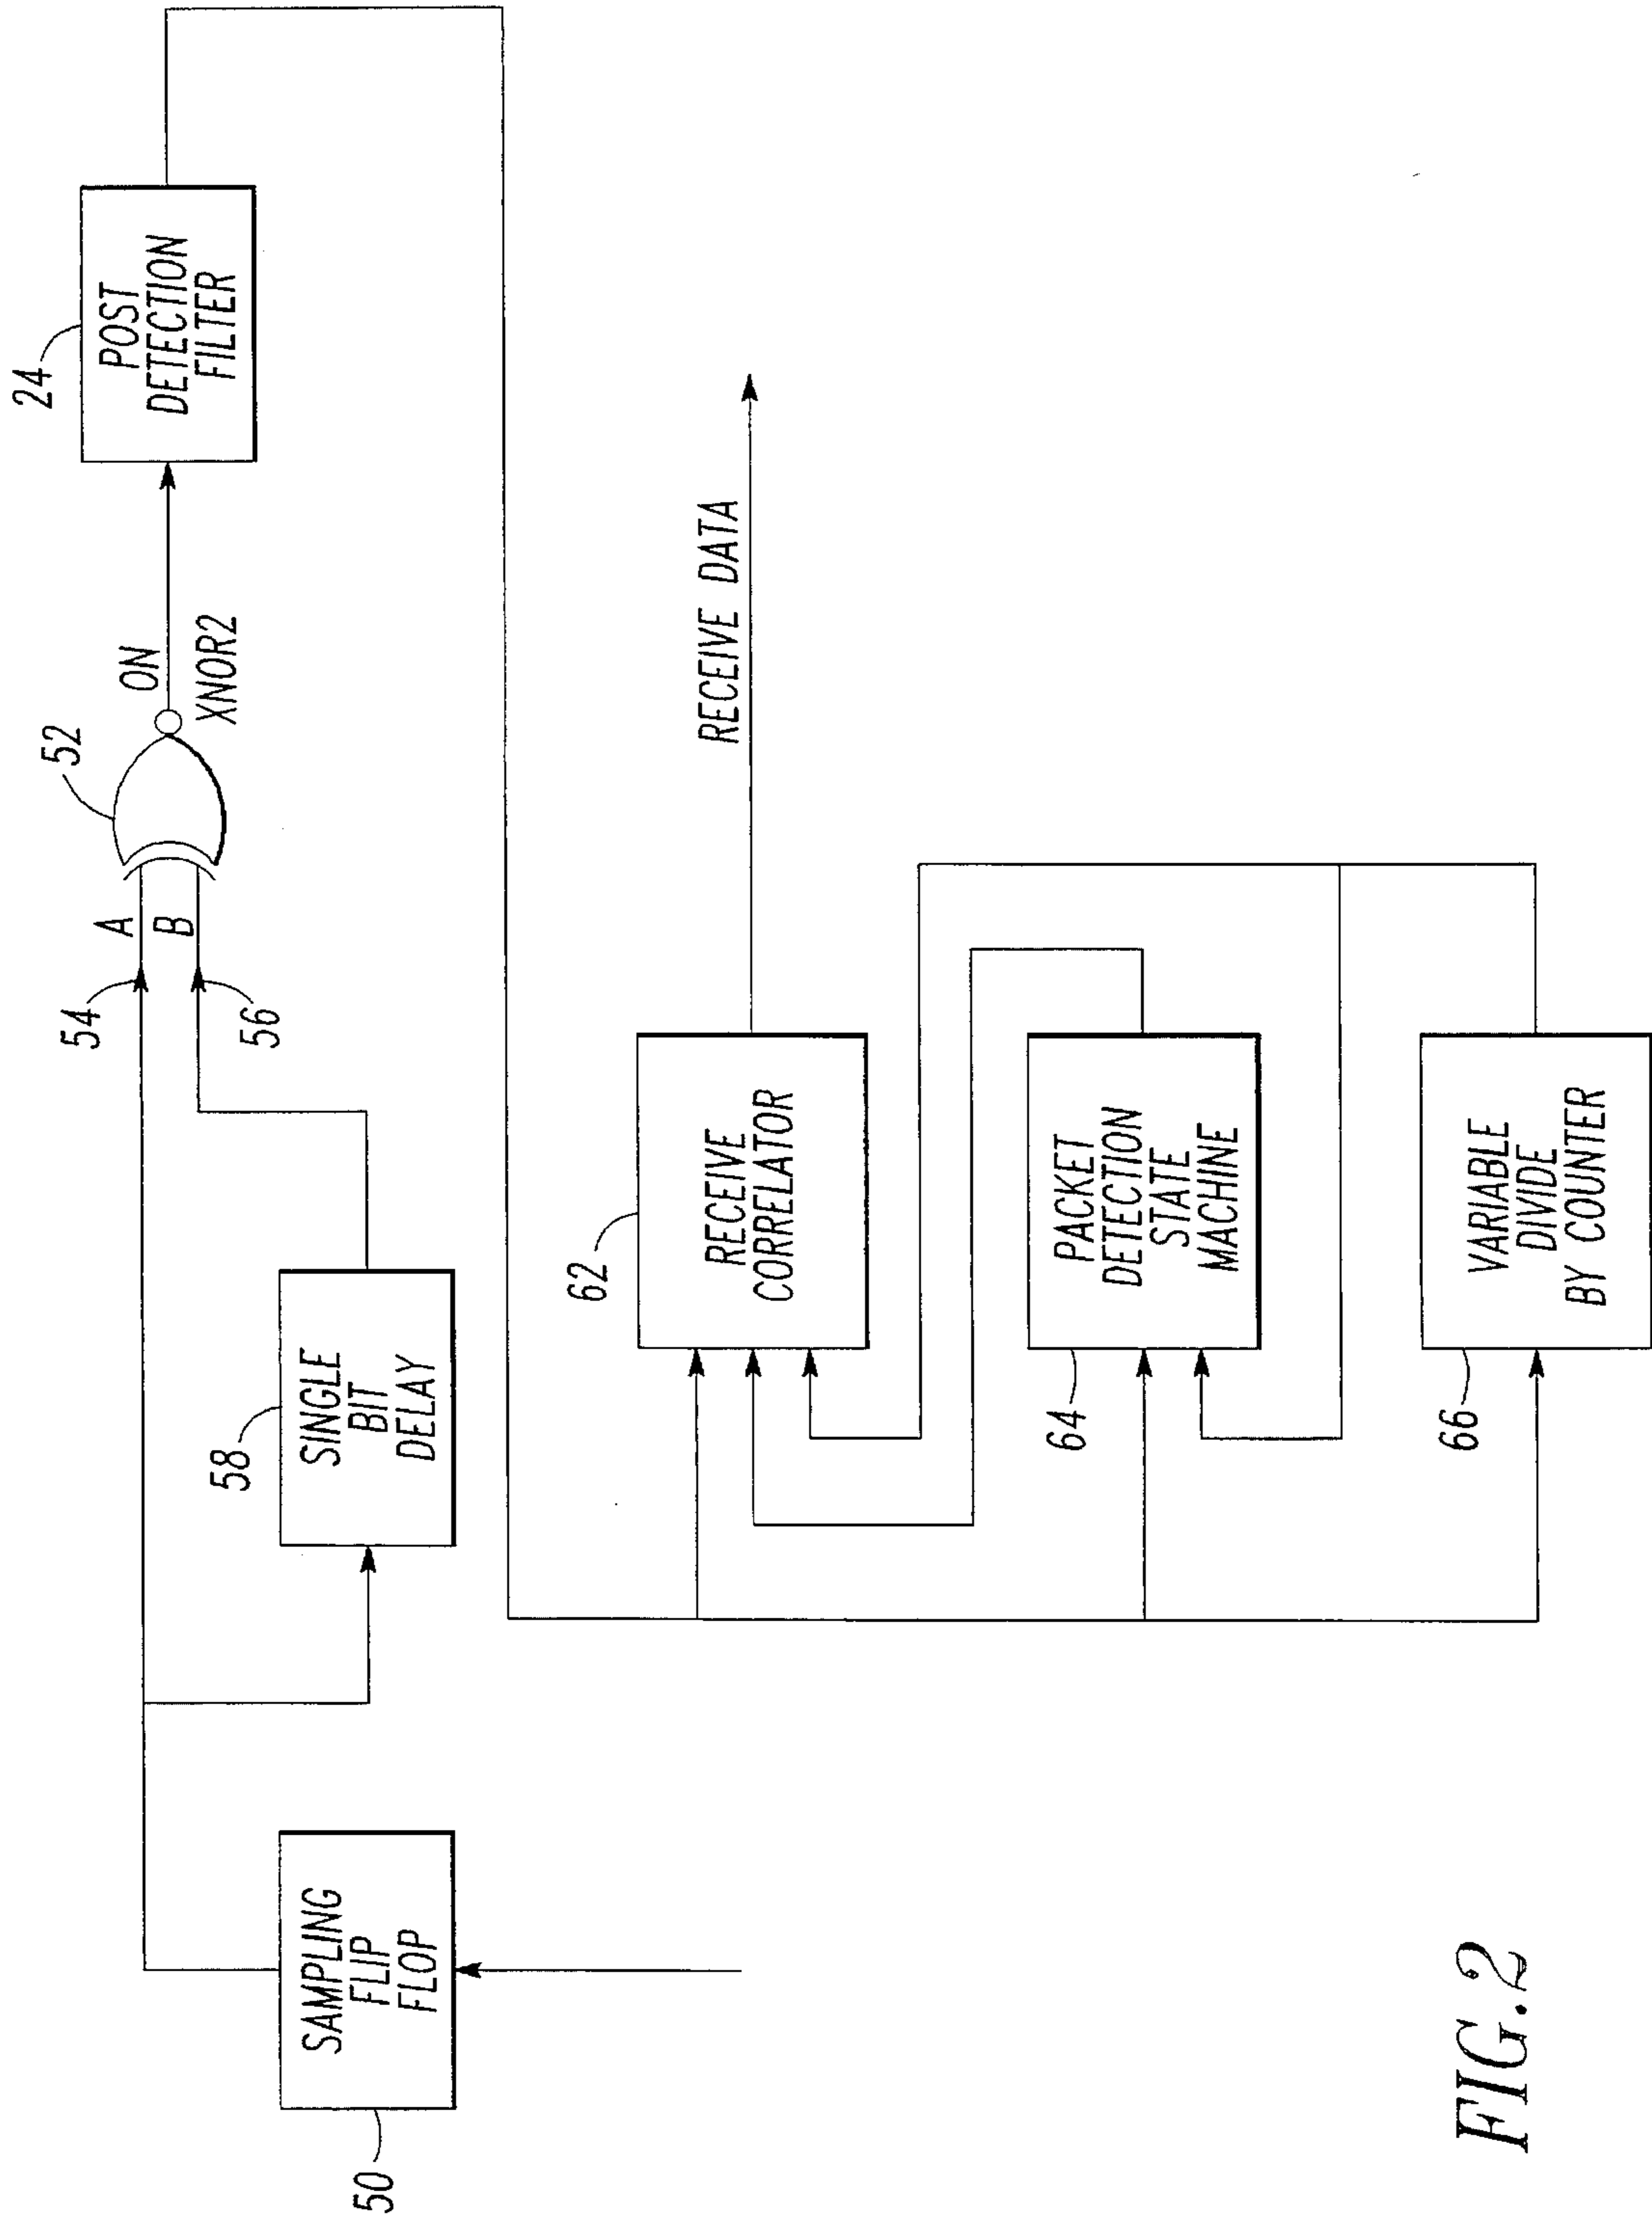 24
POST
DETECTION
FILTER
52
ON
XNOR2
A
B
54
56
58
SINGLE
BIT
DELAY
50
SAMPLING
FLIP
FLOP
RECEIVE DATA
62
RECEIVE
CORRELATOR
64
PACKET
DETECTION
STATE
MACHINE
66
VARIABLE
DIVIDE
BY COUNTER
FIG.2